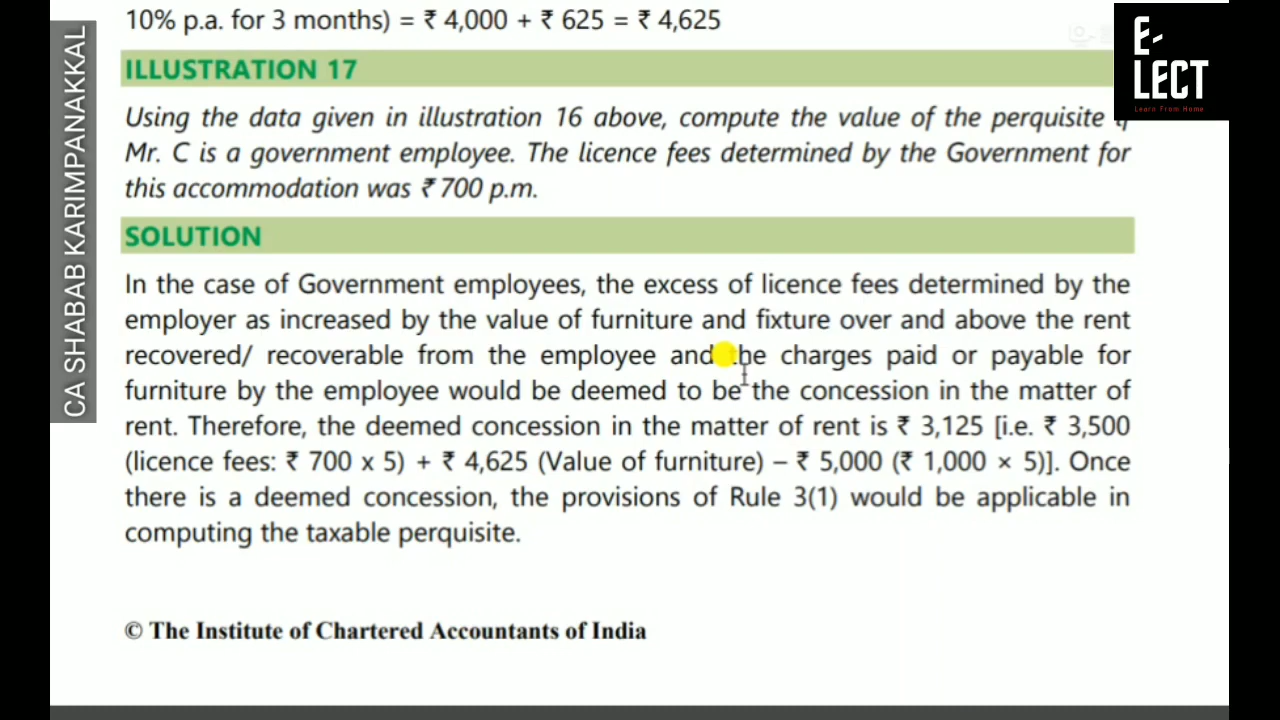 10% p.a. for 3 months) = ₹ 4,000 + ₹ 625 = ₹ 4,625
E-
LECT
Learn From Home
CA SHABAB KARIMPANAKKAL
ILLUSTRATION 17
Using the data given in illustration 16 above, compute the value of the perquisite if
Mr. C is a government employee. The licence fees determined by the Government for
this accommodation was ₹ 700 p.m.
SOLUTION
In the case of Government employees, the excess of licence fees determined by the
employer as increased by the value of furniture and fixture over and above the rent
recovered/ recoverable from the employee and the charges paid or payable for
furniture by the employee would be deemed to be the concession in the matter of
rent. Therefore, the deemed concession in the matter of rent is ₹ 3,125 [i.e. ₹ 3,500
(licence fees: ₹ 700 x 5) + ₹ 4,625 (Value of furniture) – ₹ 5,000 (₹ 1,000 × 5)]. Once
there is a deemed concession, the provisions of Rule 3(1) would be applicable in
computing the taxable perquisite.
© The Institute of Chartered Accountants of India